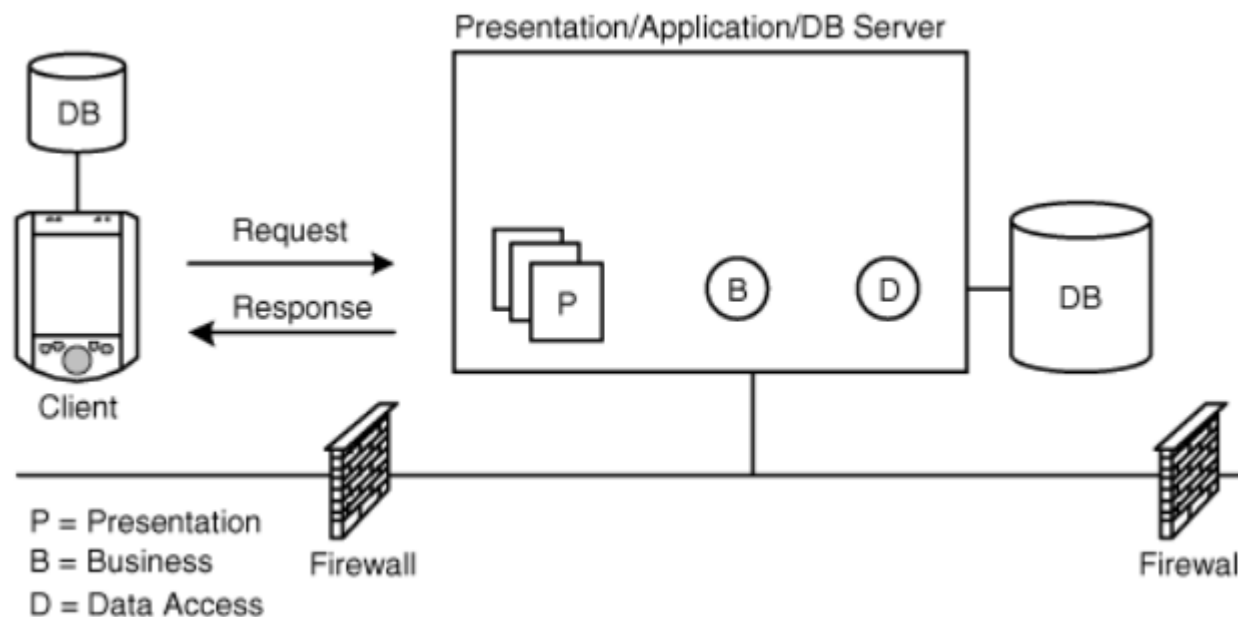 Presentation/Application/DB Server
DB
Request
Response
P
B
D
DB
Client
P = Presentation
B = Business
D = Data Access
Firewall
Firewal